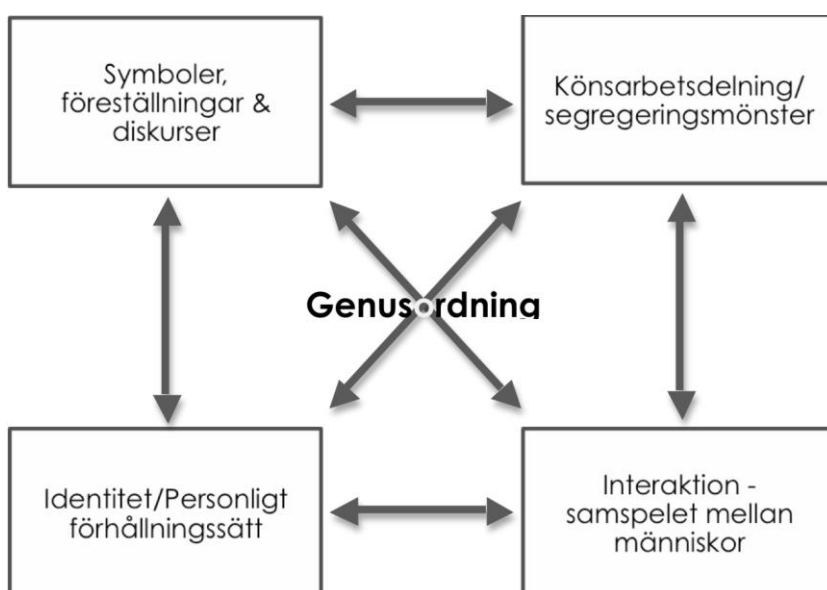 Symboler,
föreställningar &
diskurser
Könsarbetsdelning/
segregeringsmönster
Genusordning
Identitet/Personligt
förhållningssätt
Interaktion -
samspelet mellan
människor